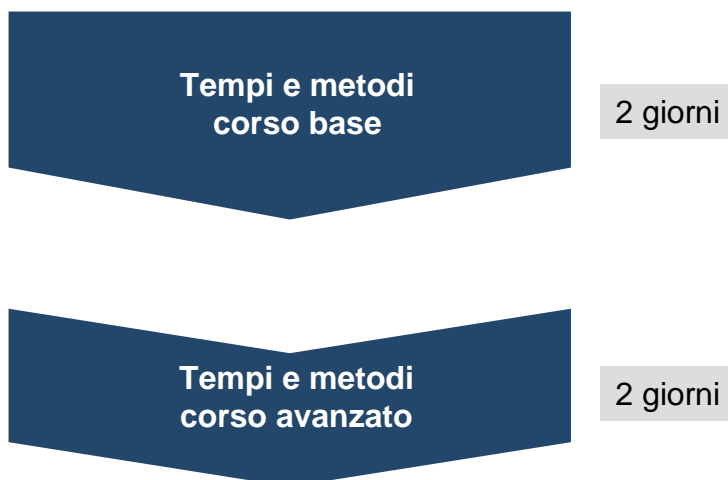 Tempi e metodi
corso base
2 giorni
Tempi e metodi
corso avanzato
2 giorni